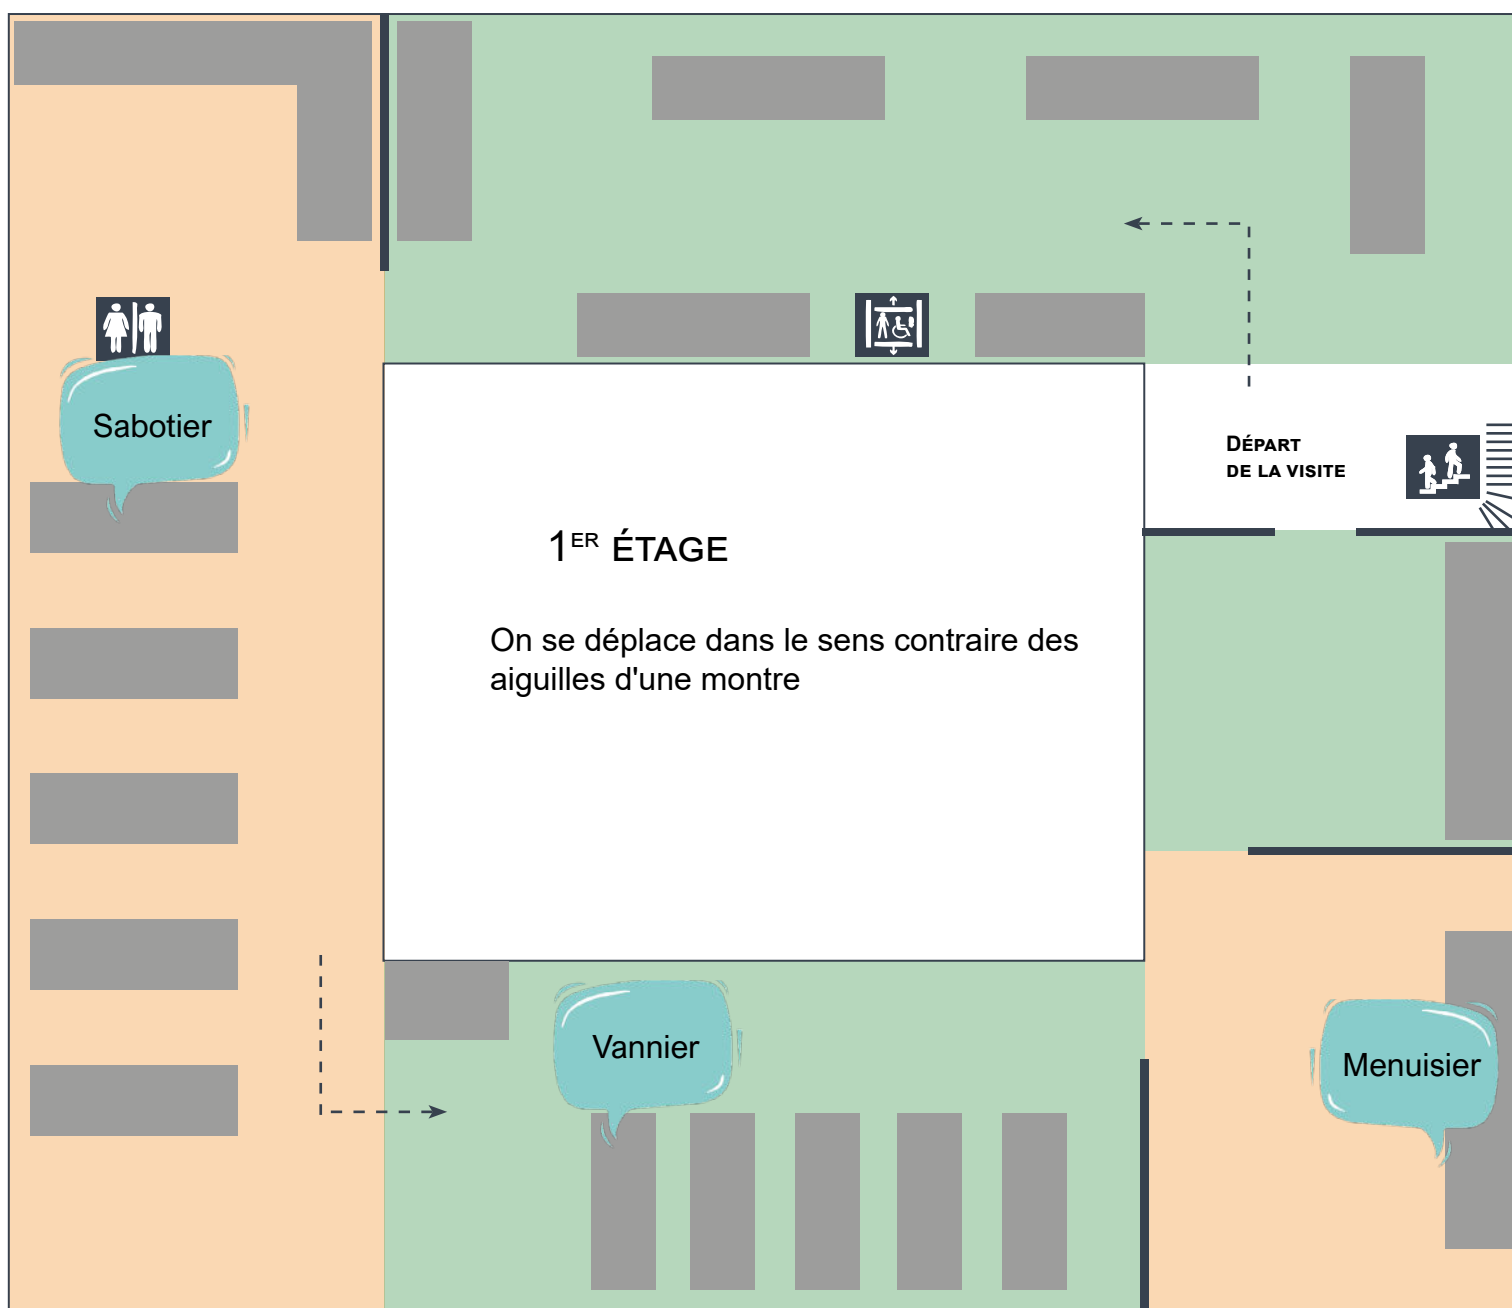 Sabotier
DÉPART
DE LA VISITE
1ER ÉTAGE
On se déplace dans le sens contraire des
aiguilles d'une montre
Vannier
Menuisier